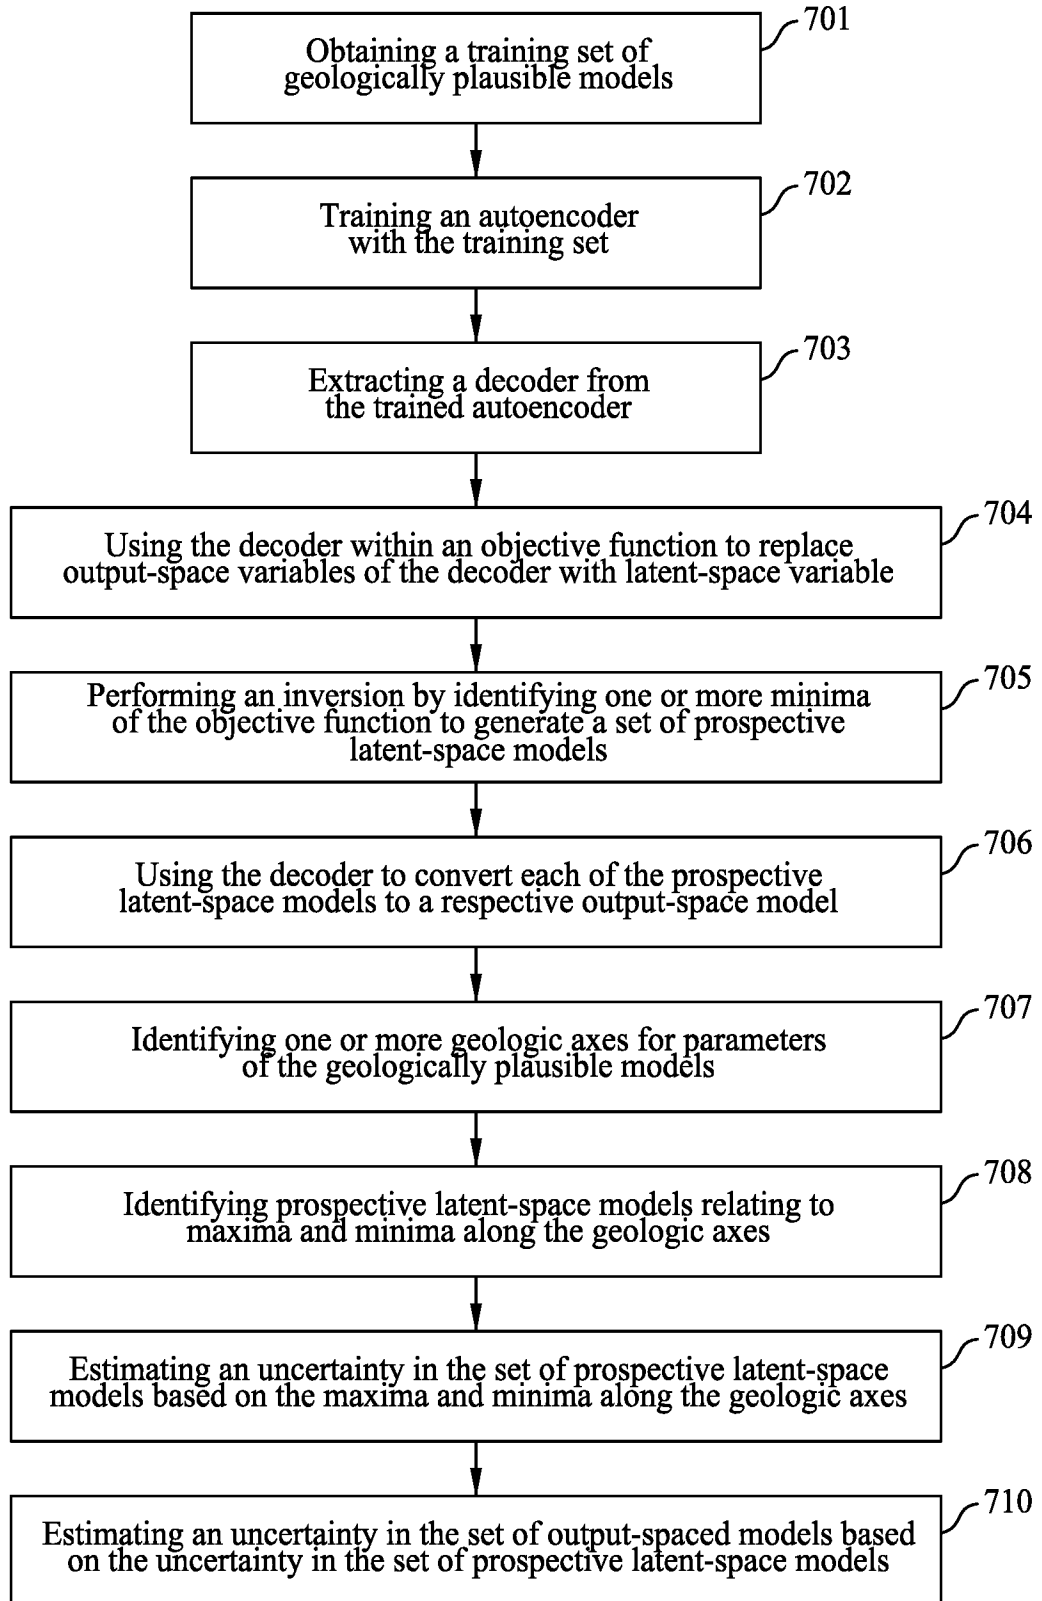 701
Obtaining a training set of
geologically plausible models
702
Training an autoencoder
with the training set
703
Extracting a decoder from
the trained autoencoder
704
Using the decoder within an objective function to replace
output-space variables of the decoder with latent-space variable
705
Performing an inversion by identifying one or more minima
of the objective function to generate a set of prospective
latent-space models
706
Using the decoder to convert each of the prospective
latent-space models to a respective output-space model
707
Identifying one or more geologic axes for parameters
of the geologically plausible models
708
Identifying prospective latent-space models relating to
maxima and minima along the geologic axes
709
Estimating an uncertainty in the set of prospective latent-space
models based on the maxima and minima along the geologic axes
710
Estimating an uncertainty in the set of output-spaced models based
on the uncertainty in the set of prospective latent-space models